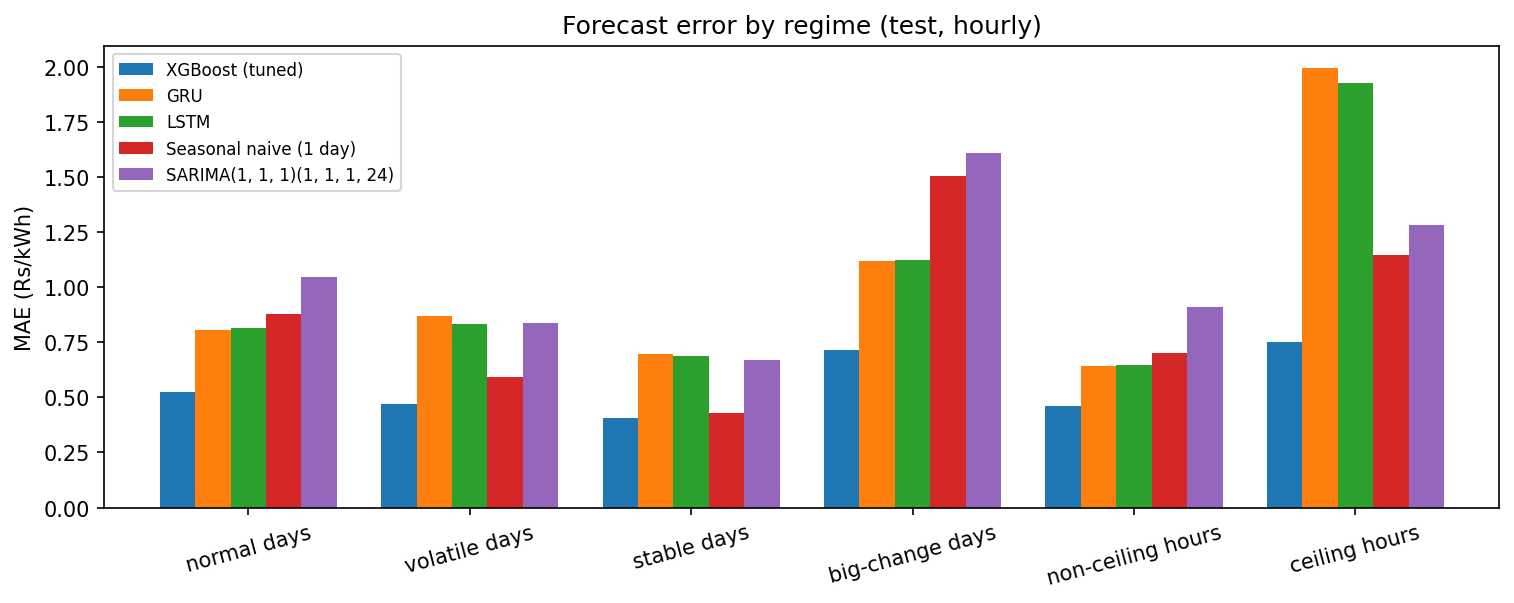 Forecast error by regime (test, hourly)
XGBoost (tuned)
GRU
LSTM
Seasonal naive (1 day)
SARIMA(1, 1, 1)(1, 1, 1, 24)
MAE (Rs/kWh)
2.00
1.75
1.50
1.25
1.00
0.75
0.50
0.25
0.00
normal days
volatile days
stable days
big-change days
non-ceiling hours
ceiling hours